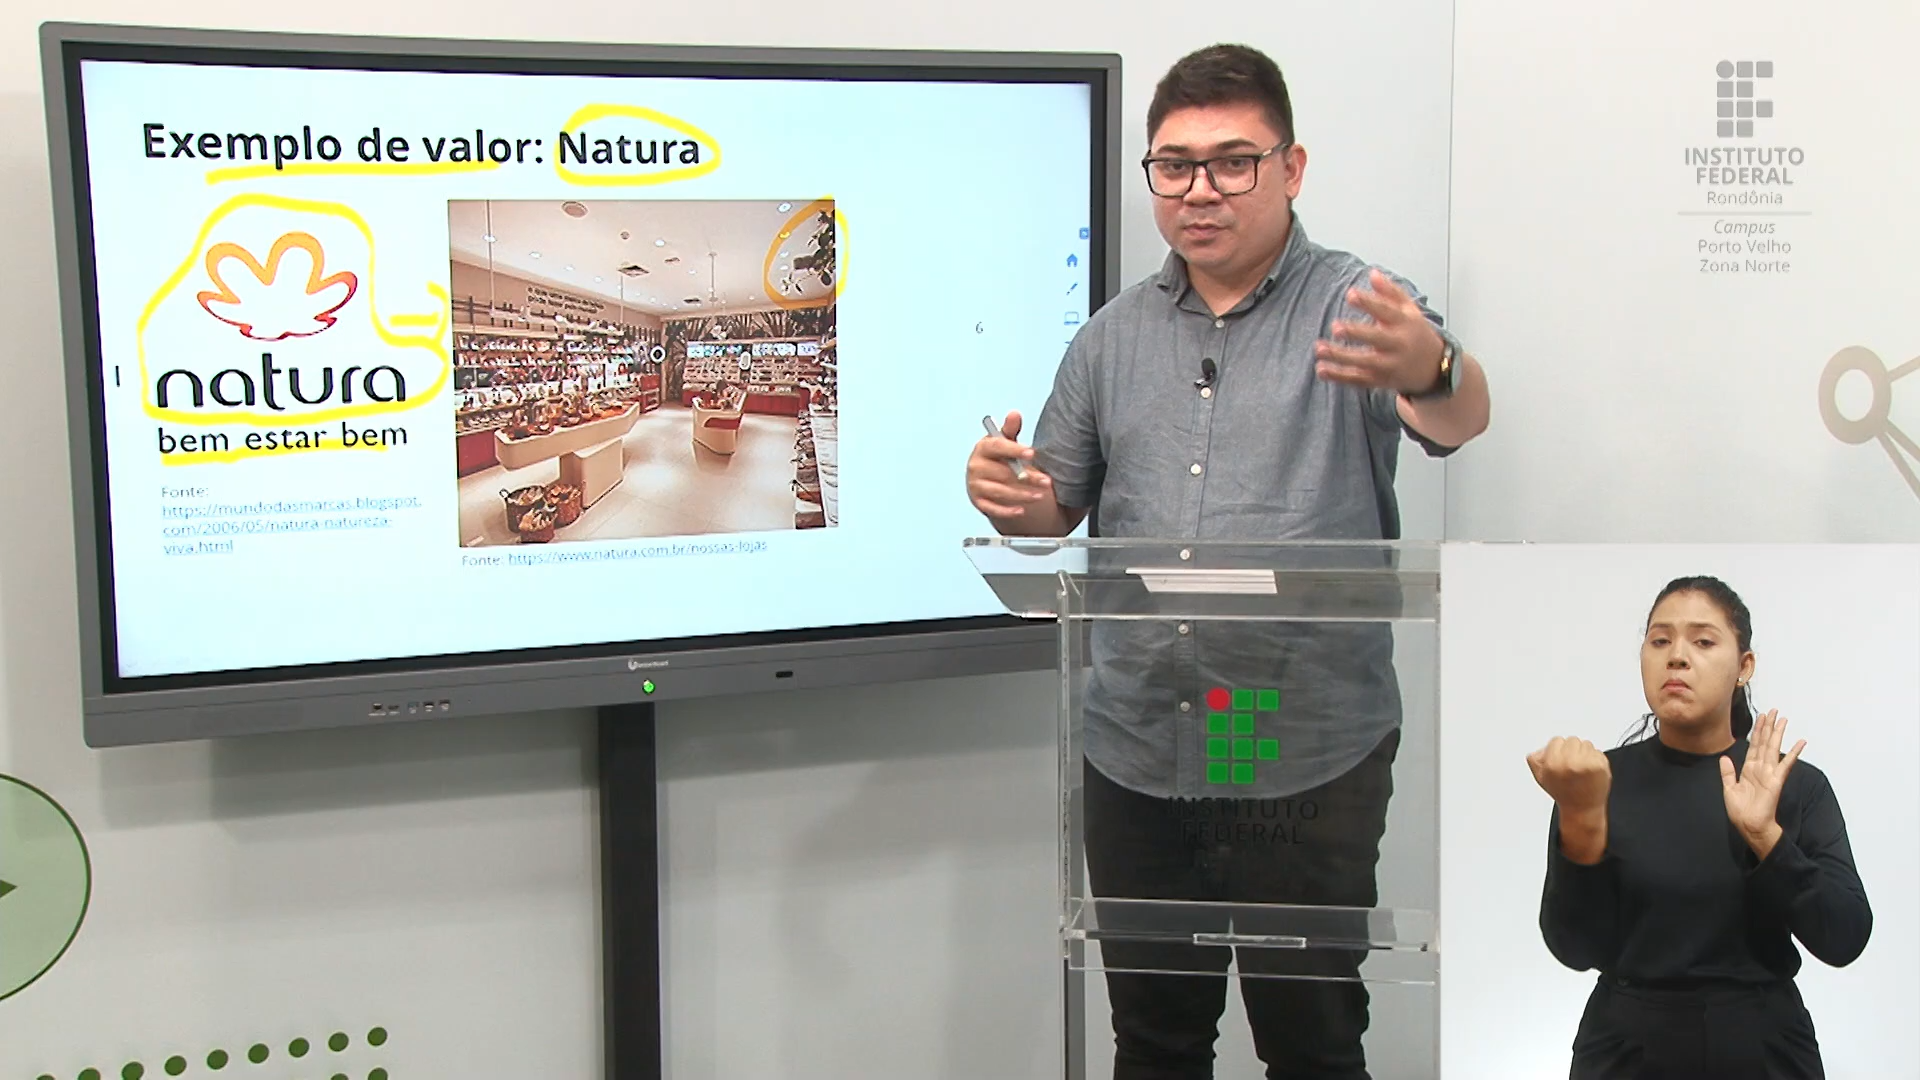 Exemplo de valor: Natura
natura
bem estar bem
Fonte:
https://mundodasmarcas.blogspot.
com/2006/05/natura-natureza-
viva.html
Fonte: https://www.natura.com.br/nossas-lojas
6
INSTITUTO
FEDERAL
Rondônia
Campus
Porto Velho
Zona Norte
INSTITUTO
FEDERAL